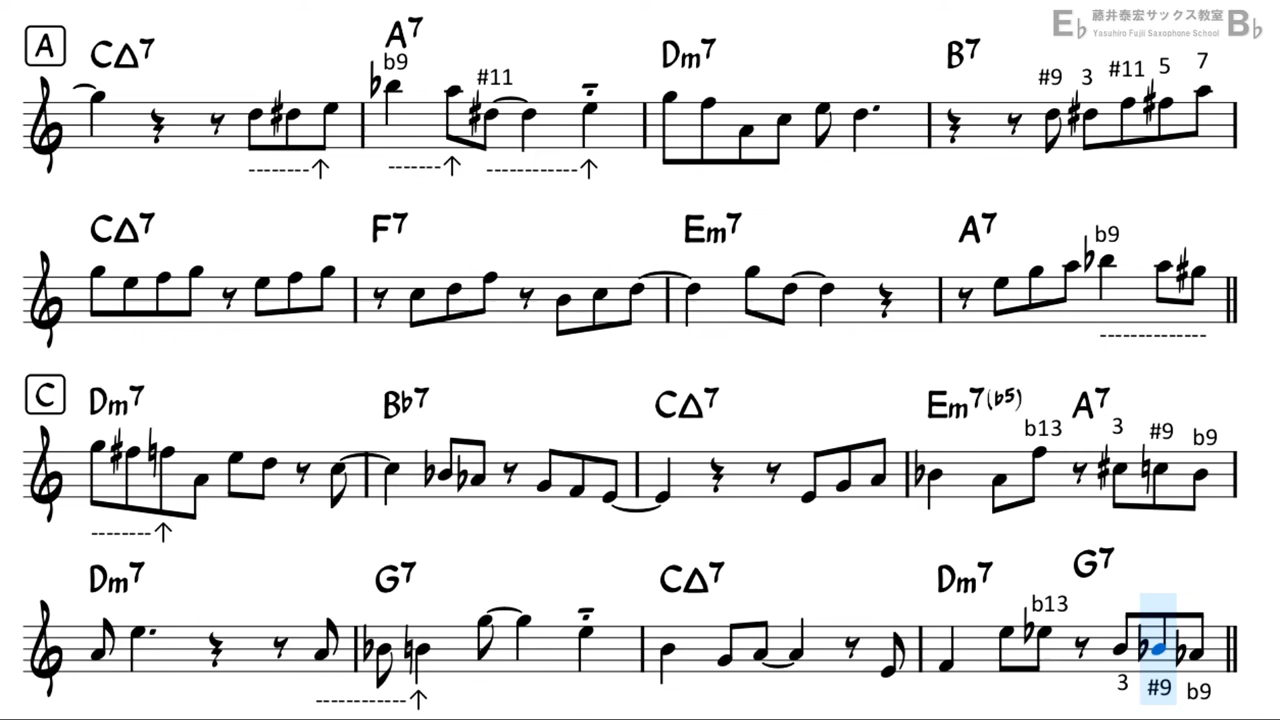 E♭ 藤井泰宏サックス教室 B♭
Yasuhiro Fujii Saxophone School
A CΔ7 A7 Dm7 B7
b9 #11 #9 3 #11 5 7
CΔ7 F7 Em7 A7
b9
C Dm7 B♭7 CΔ7 Em7(♭5) A7
b13 3 #9 b9
Dm7 G7 CΔ7 Dm7 G7
b13
3 #9 b9